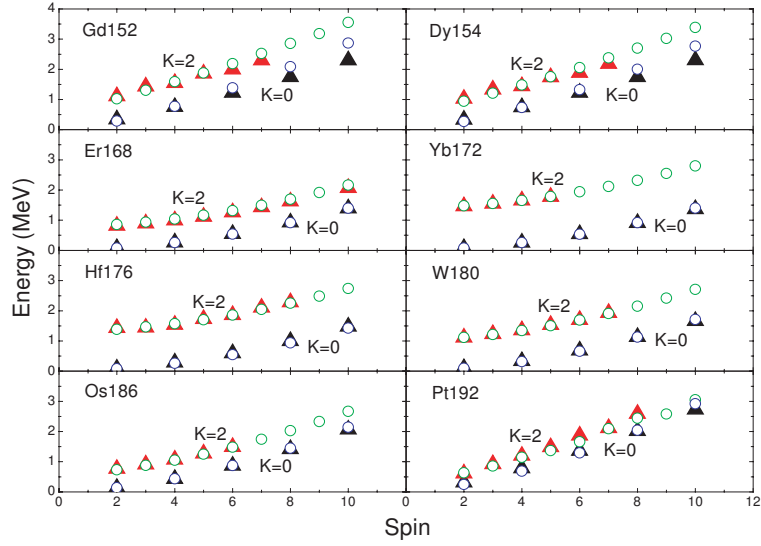 Gd152
K=2
K=0
Dy154
K=2
K=0
Er168
K=2
K=0
Yb172
K=2
K=0
Hf176
K=2
K=0
W180
K=2
K=0
Os186
K=2
K=0
Pt192
K=2
K=0
4
3
2
1
0
3
2
1
0
3
2
1
0
3
2
1
0
Energy (MeV)
0 2 4 6 8 10 0 2 4 6 8 10 12
Spin